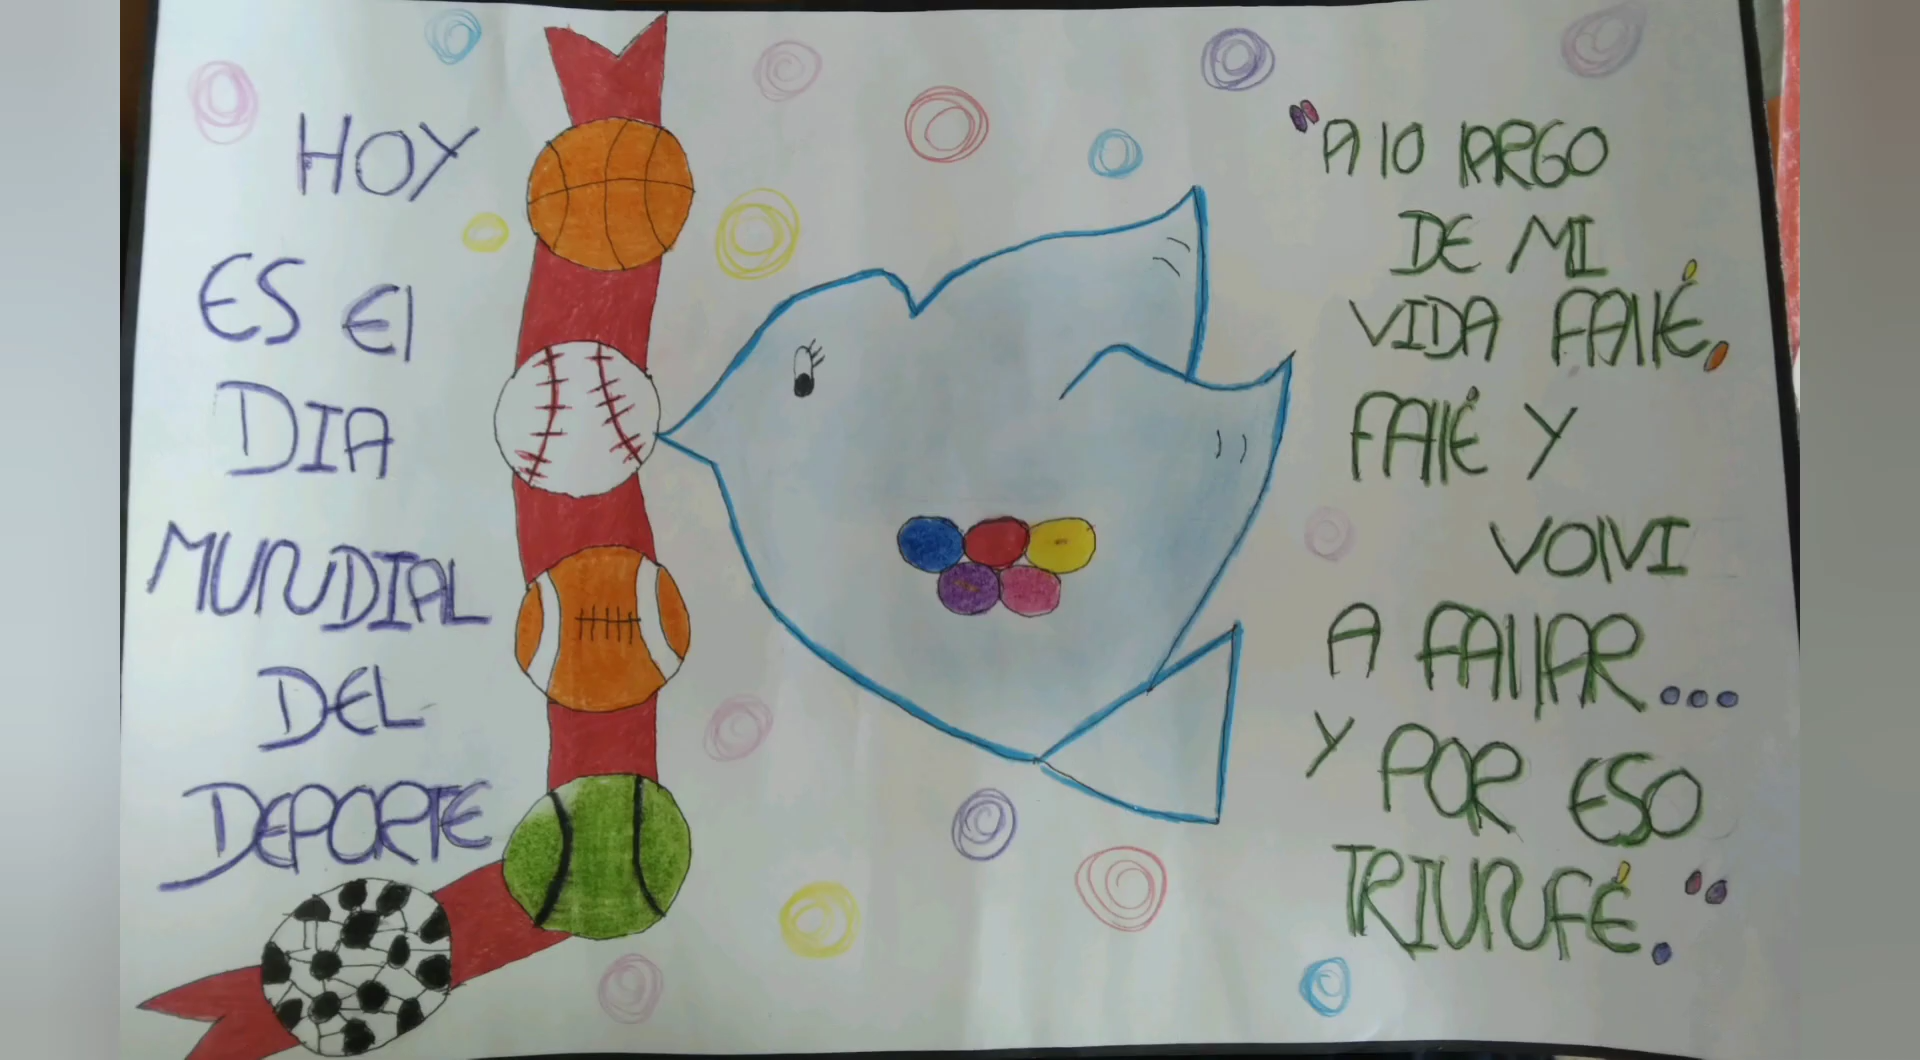 HOY
ES El
DIA
MUNDIAL
DEL
DEPORTE
"A lO lARGO
DE MI
VIDA FAllÉ,
FAllÉ Y
VOlVI
A FAllAR...
Y POR ESO
TRIUNFÉ."